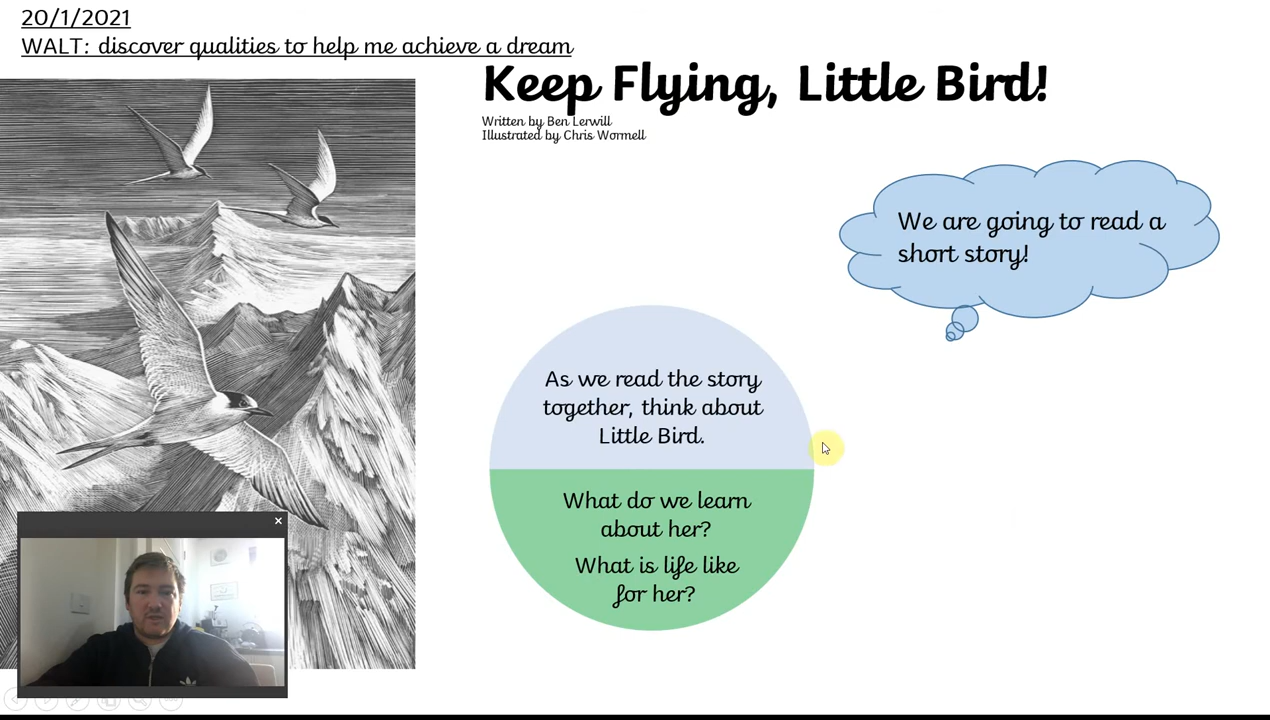 20/1/2021
WALT: discover qualities to help me achieve a dream
Keep Flying, Little Bird!
Written by Ben Lerwill
Illustrated by Chris Wormell
We are going to read a
short story!
As we read the story
together, think about
Little Bird.
What do we learn
about her?
What is life like
for her?